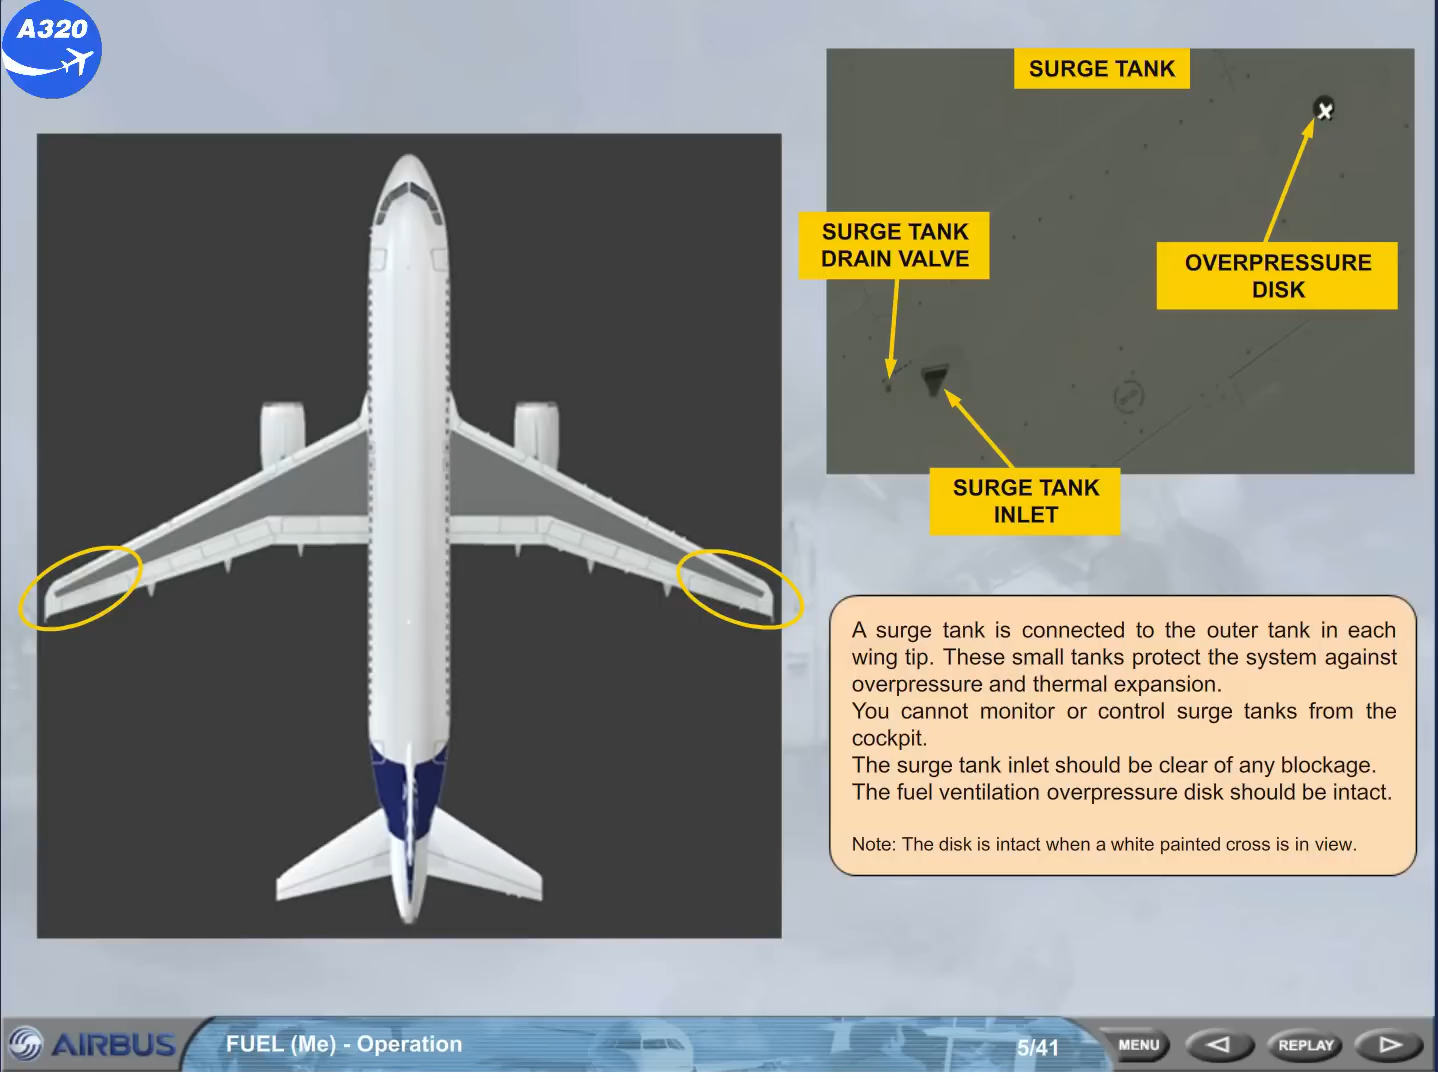 A320
SURGE TANK
SURGE TANK
DRAIN VALVE
OVERPRESSURE
DISK
SURGE TANK
INLET
A surge tank is connected to the outer tank in each
wing tip. These small tanks protect the system against
overpressure and thermal expansion.
You cannot monitor or control surge tanks from the
cockpit.
The surge tank inlet should be clear of any blockage.
The fuel ventilation overpressure disk should be intact.
Note: The disk is intact when a white painted cross is in view.
AIRBUS
FUEL (Me) - Operation
5/41
MENU
REPLAY